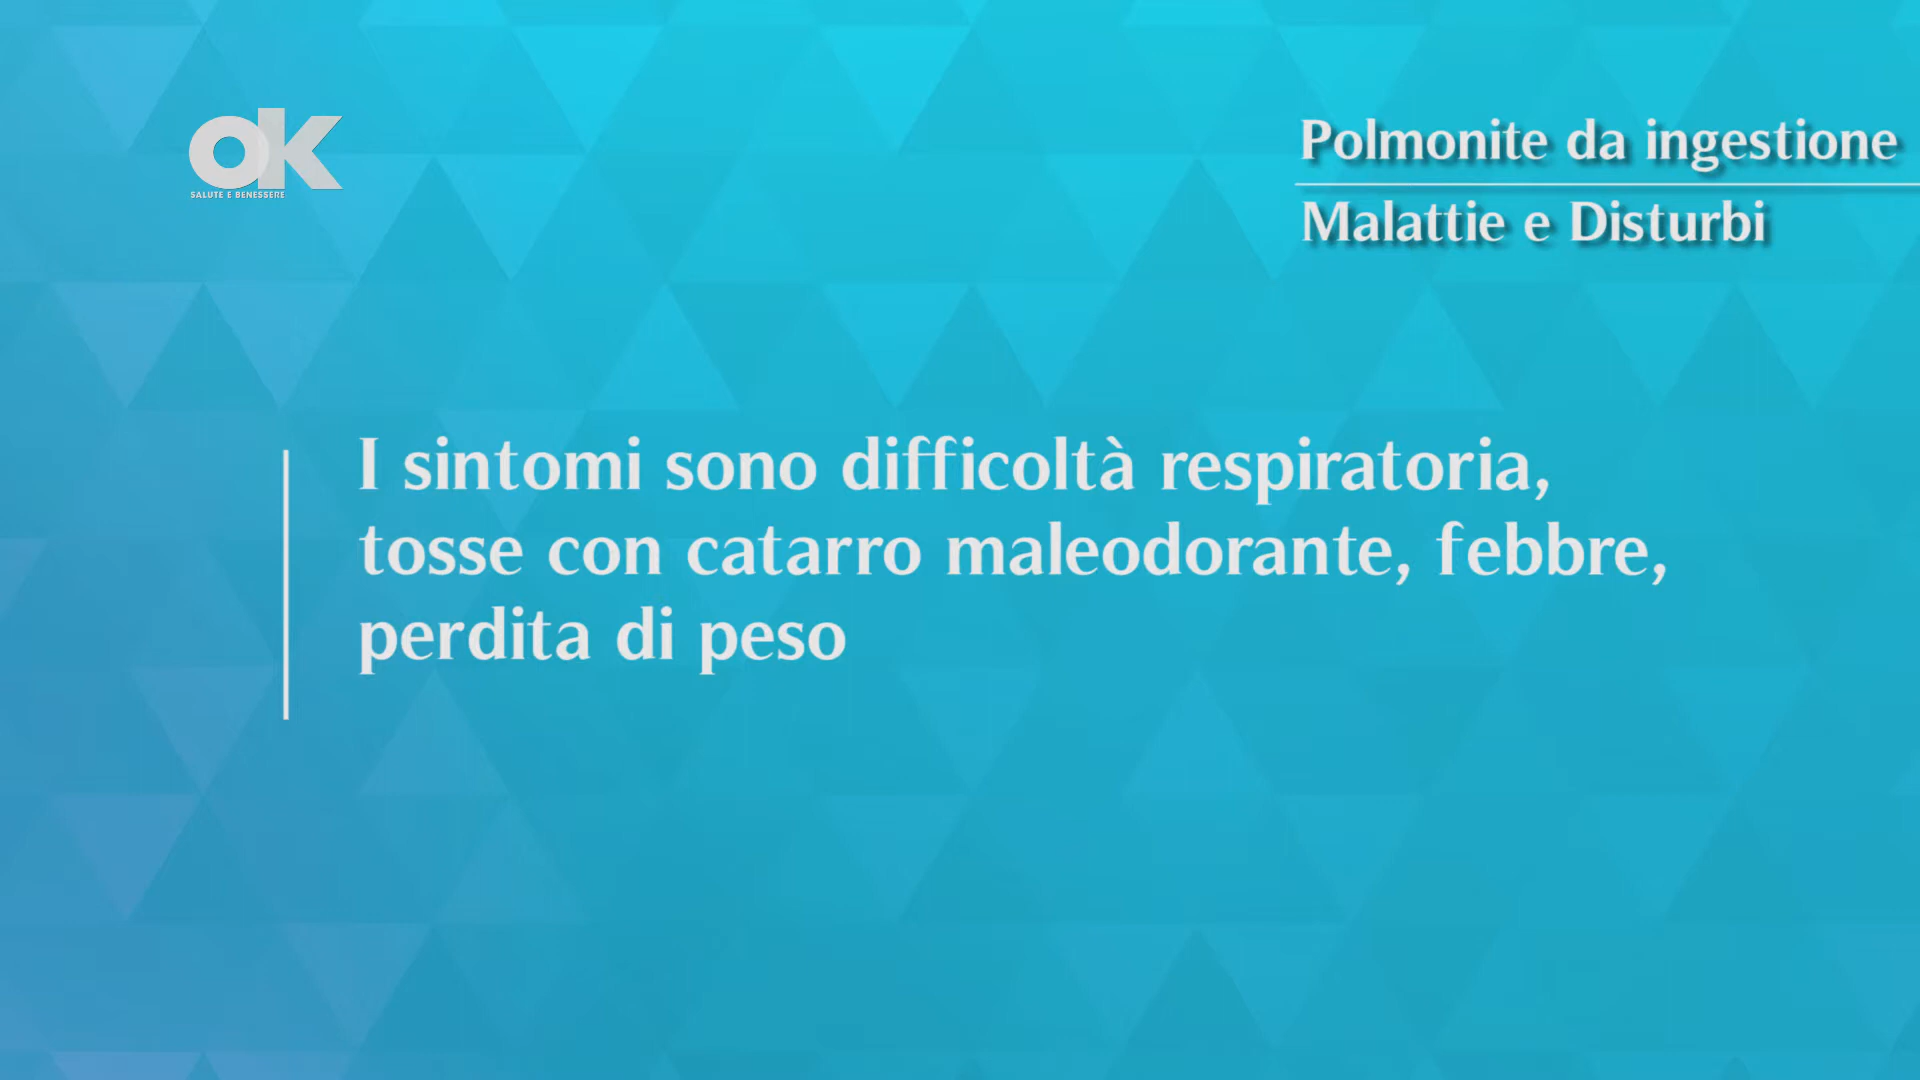 ok
SALUTE E BENESSERE
Polmonite da ingestione
Malattie e Disturbi
I sintomi sono difficoltà respiratoria,
tosse con catarro maleodorante, febbre,
perdita di peso